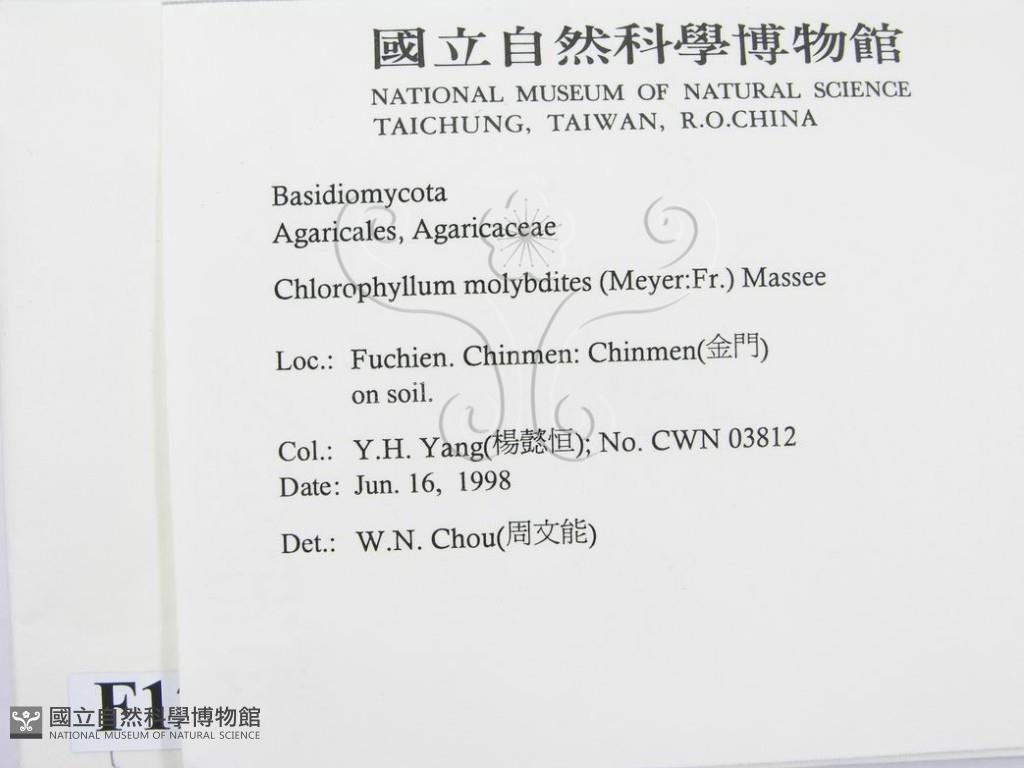 國立自然科學博物館
NATIONAL MUSEUM OF NATURAL SCIENCE
TAICHUNG, TAIWAN, R.O.CHINA
Basidiomycota
Agaricales, Agaricaceae
Chlorophyllum molybdites (Meyer:Fr.) Massee
Loc.: Fuchien. Chinmen: Chinmen(金門)
on soil.
Col.: Y.H. Yang(楊懿恒); No. CWN 03812
Date: Jun. 16, 1998
Det.: W.N. Chou(周文能)
國立自然科學博物館
NATIONAL MUSEUM OF NATURAL SCIENCE